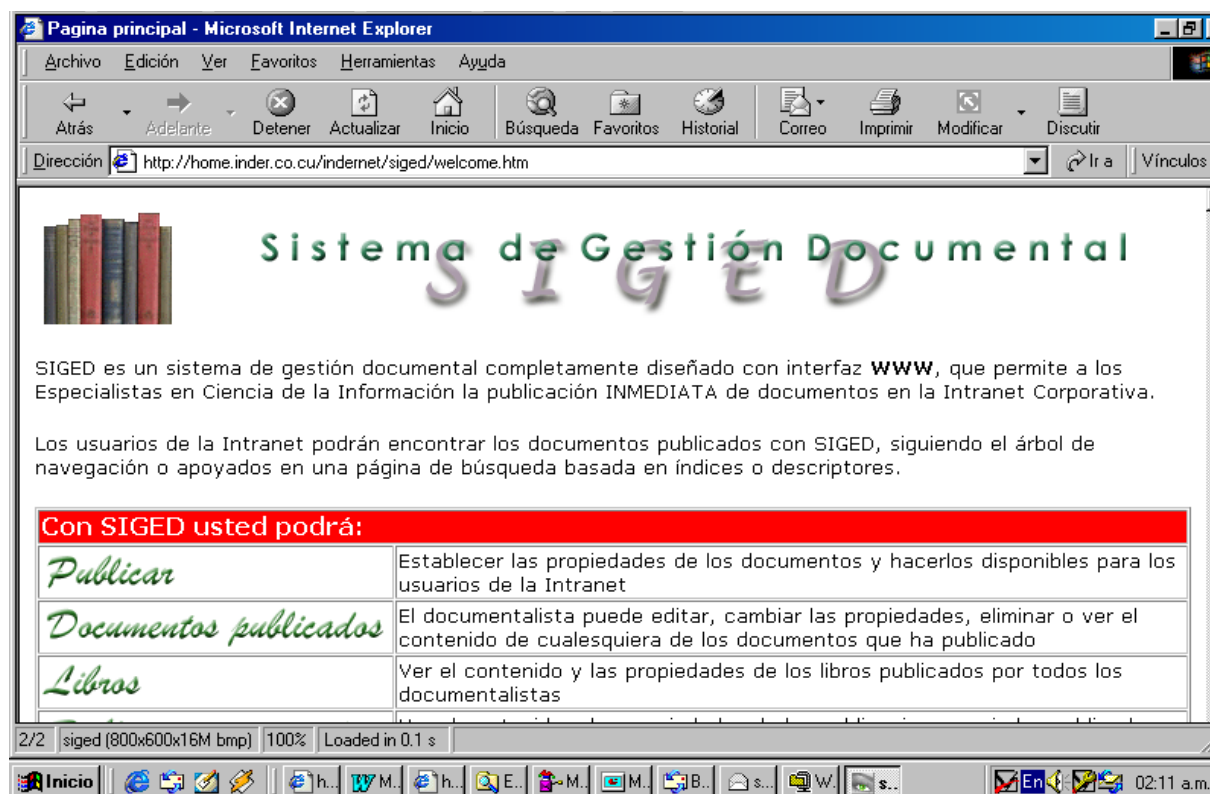 Pagina principal - Microsoft Internet Explorer
Archivo Edición Ver Favoritos Herramientas Ayuda
Atrás Adelante Detener Actualizar Inicio Búsqueda Favoritos Historial Correo Imprimir Modificar Discutir
Dirección http://home.inder.co.cu/indernet/siged/welcome.htm Ir a Vínculos
Sistema de Gestión Documental
SIGED
SIGED es un sistema de gestión documental completamente diseñado con interfaz WWW, que permite a los
Especialistas en Ciencia de la Información la publicación INMEDIATA de documentos en la Intranet Corporativa.
Los usuarios de la Intranet podrán encontrar los documentos publicados con SIGED, siguiendo el árbol de
navegación o apoyados en una página de búsqueda basada en índices o descriptores.
Con SIGED usted podrá:
Publicar
Establecer las propiedades de los documentos y hacerlos disponibles para los
usuarios de la Intranet
Documentos publicados
El documentalista puede editar, cambiar las propiedades, eliminar o ver el
contenido de cualesquiera de los documentos que ha publicado
Libros
Ver el contenido y las propiedades de los libros publicados por todos los
documentalistas
2/2 siged (800x600x16M bmp) 100% Loaded in 0.1 s
Inicio h... M.. h... E.. M.. M.. B.. s... W. s.. En 02:11 a.m.